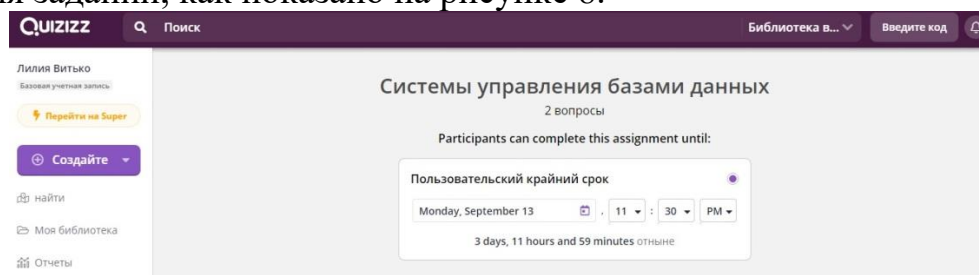 я заданий, как показано на рисунке 8.
QUIZIZZ Поиск Библиотека в... Введите код
Лилия Витько
Базовая учетная запись
Перейти на Super
Создайте
найти
Моя библиотека
Отчеты
Системы управления базами данных
2 вопросы
Participants can complete this assignment until:
Пользовательский крайний срок
Monday, September 13 , 11 : 30 PM
3 days, 11 hours and 59 minutes отныне